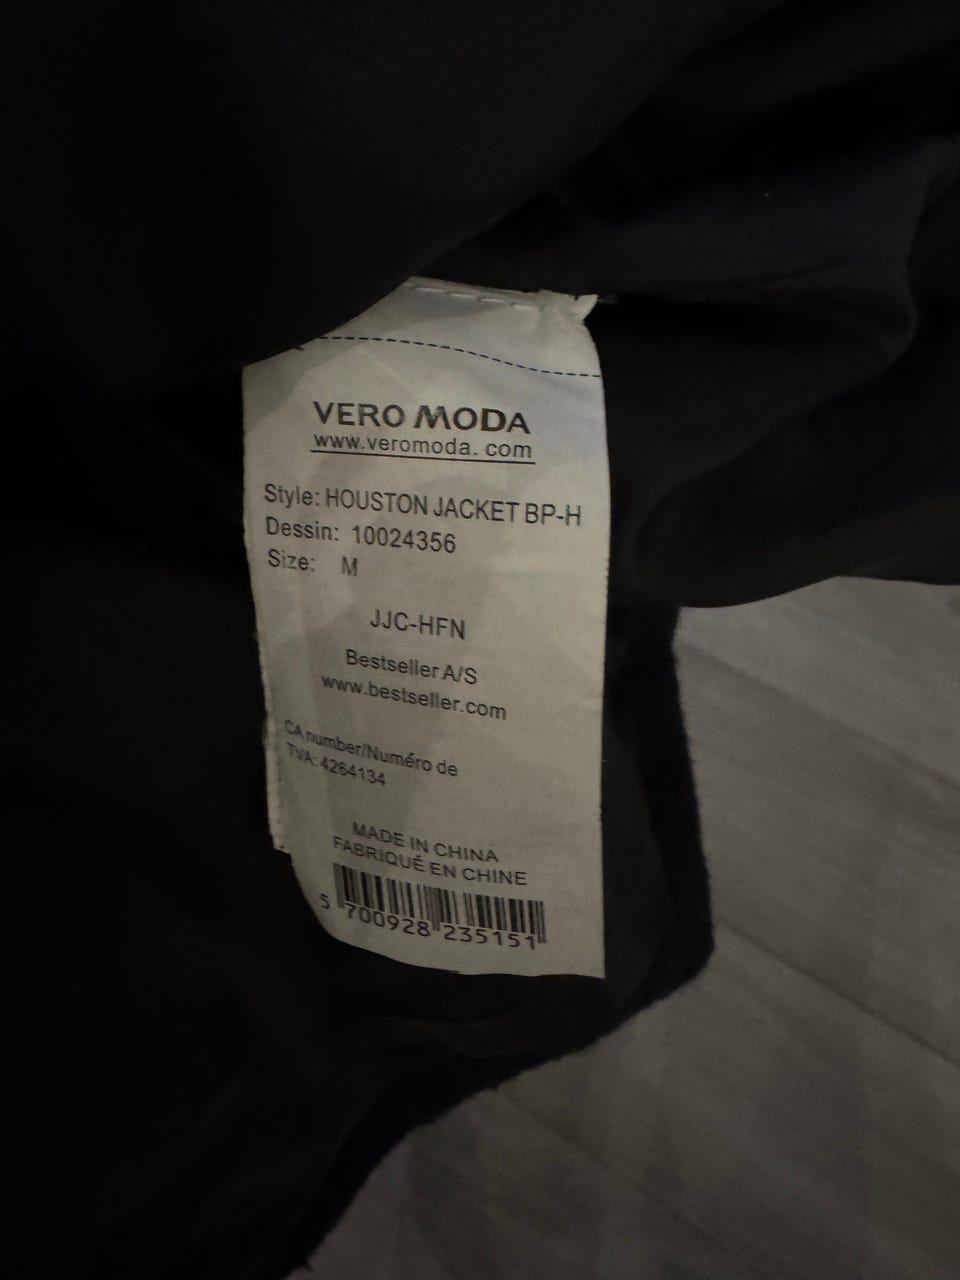 VERO MODA
www.veromoda. com
Style: HOUSTON JACKET BP-H
Dessin: 10024356
Size: M
JJC-HFN
Bestseller A/S
www.bestseller.com
CA number/Numéro de
TVA: 4264134
MADE IN CHINA
FABRIQUÉ EN CHINE
5 700928 235151